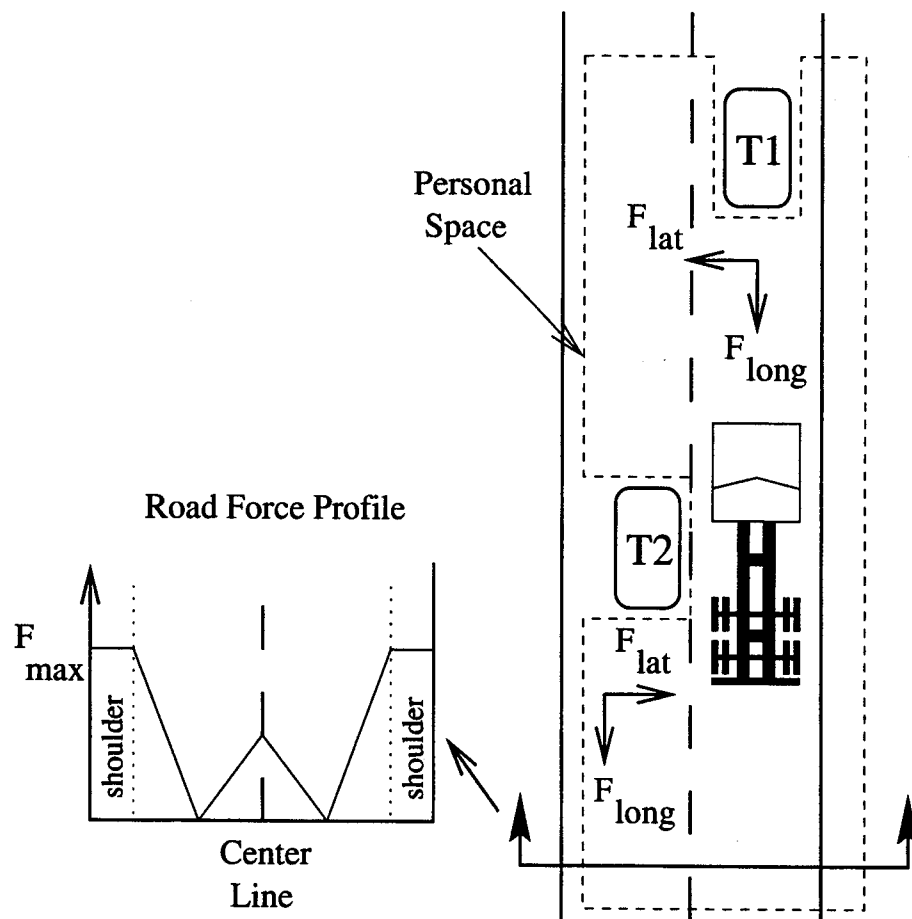 T1
Personal
Space
F lat
F long
Road Force Profile
T2
F max
F lat
shoulder
shoulder
F long
Center
Line